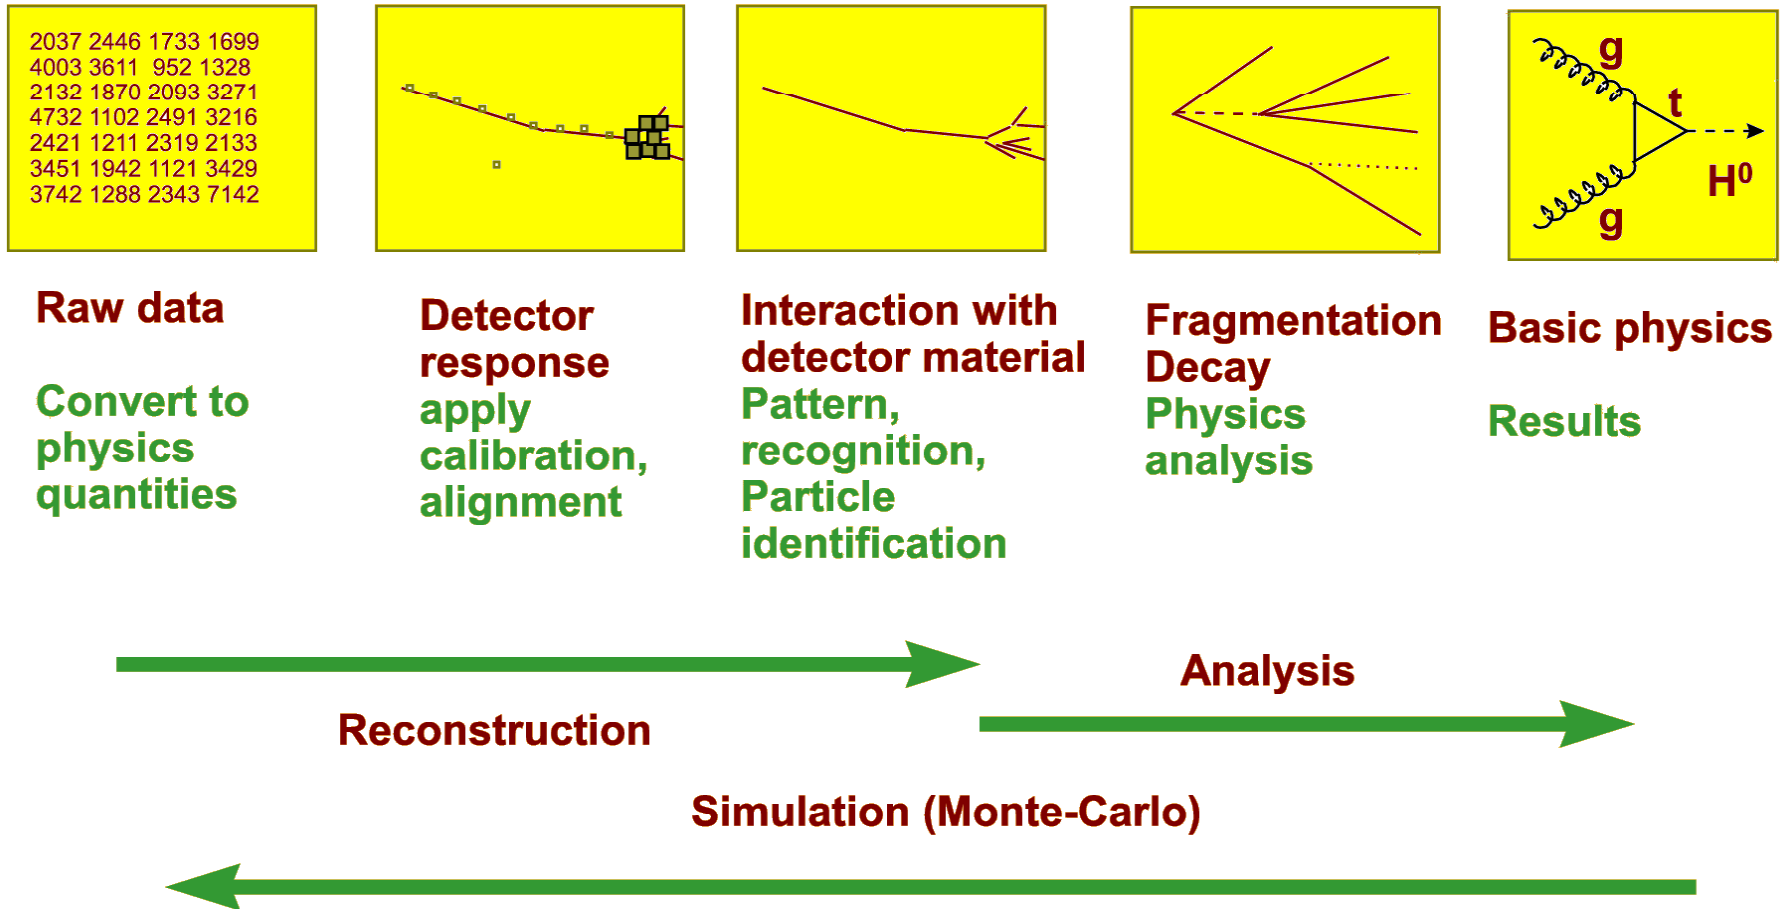 2037 2446 1733 1699
4003 3611 952 1328
2132 1870 2093 3271
4732 1102 2491 3216
2421 1211 2319 2133
3451 1942 1121 3429
3742 1288 2343 7142
g
t
H⁰
g
Raw data
Convert to
physics
quantities
Detector
response
apply
calibration,
alignment
Interaction with
detector material
Pattern,
recognition,
Particle
identification
Fragmentation
Decay
Physics
analysis
Basic physics
Results
Reconstruction
Analysis
Simulation (Monte-Carlo)